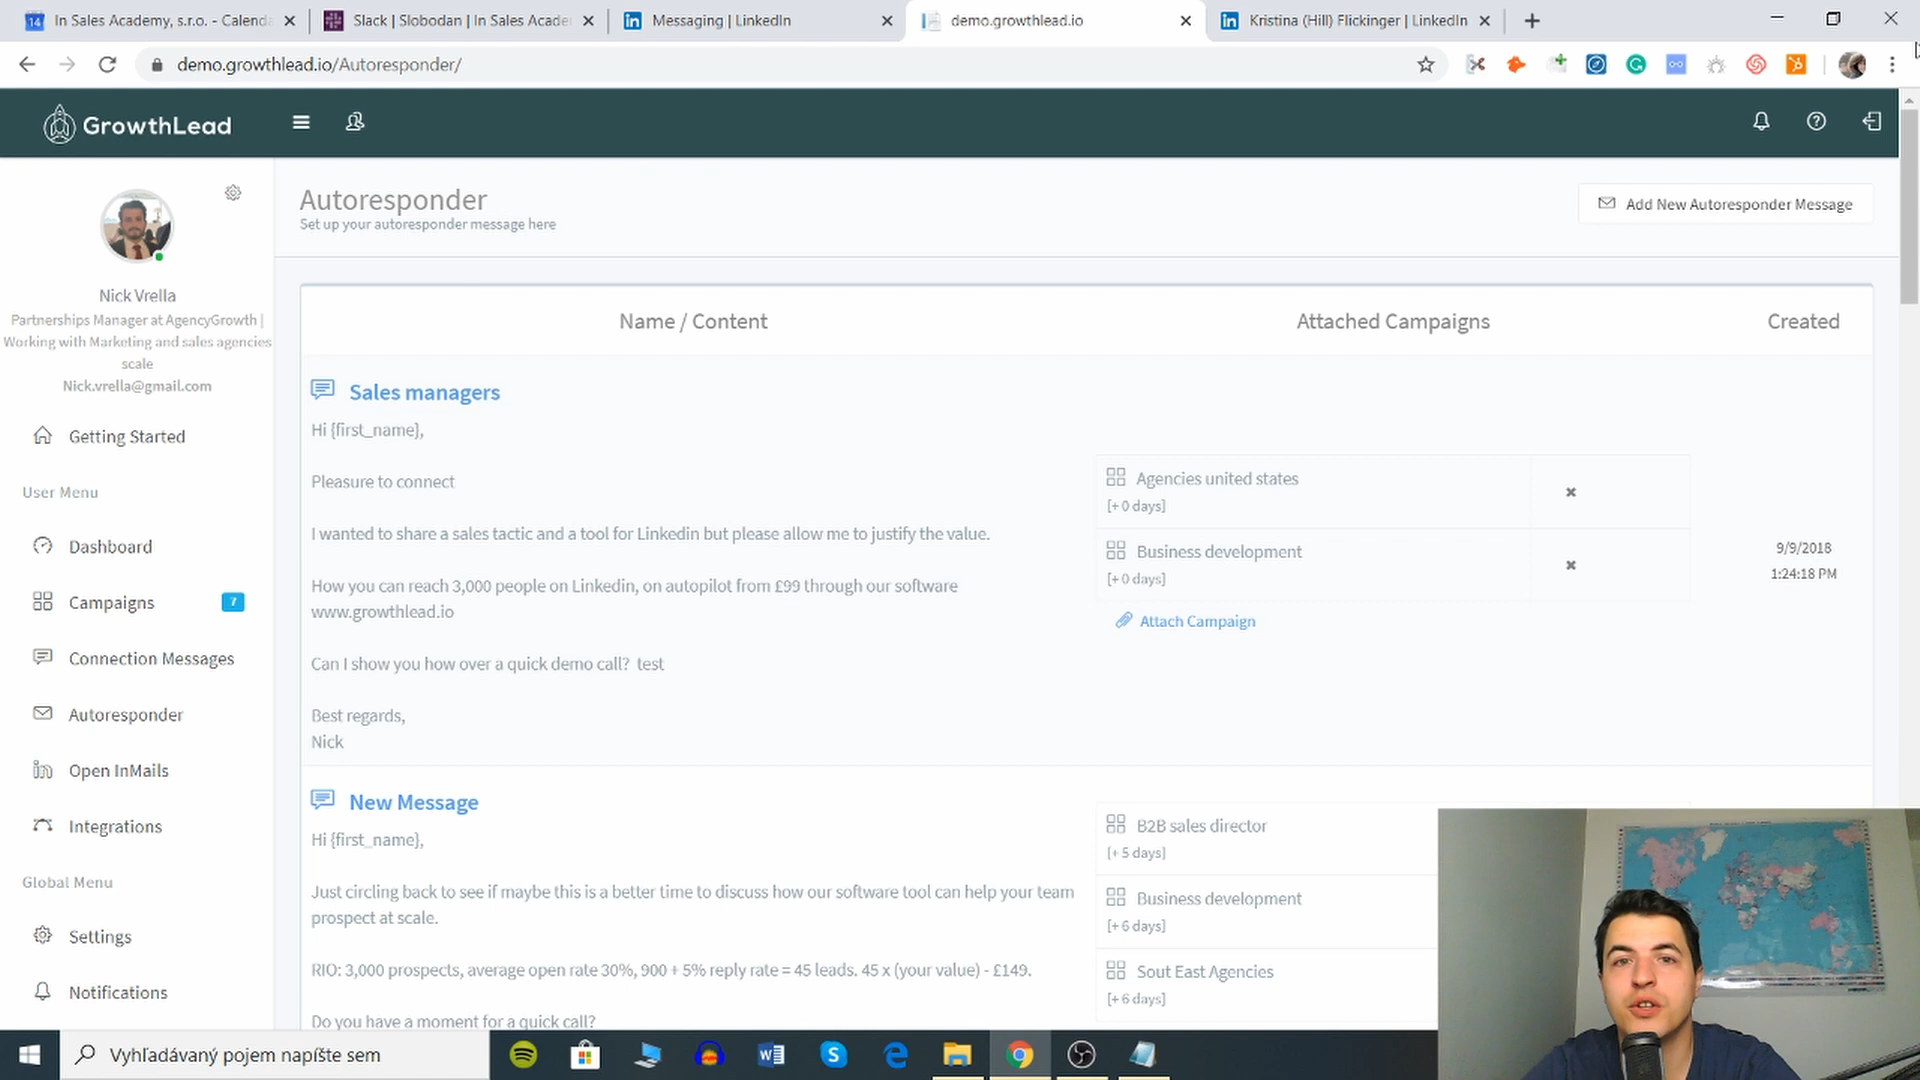 14 In Sales Academy, s.r.o. - Calenda
Slack | Slobodan | In Sales Acade
Messaging | LinkedIn
demo.growthlead.io
Kristina (Hill) Flickinger | LinkedIn
demo.growthlead.io/Autoresponder/
GrowthLead
Nick Vrella
Partnerships Manager at AgencyGrowth |
Working with Marketing and sales agencies
scale
Nick.vrella@gmail.com
Getting Started
User Menu
Dashboard
Campaigns 7
Connection Messages
Autoresponder
Open InMails
Integrations
Global Menu
Settings
Notifications
Autoresponder
Set up your autoresponder message here
Add New Autoresponder Message
Name / Content Attached Campaigns Created
Sales managers
Hi {first_name},
Pleasure to connect
I wanted to share a sales tactic and a tool for Linkedin but please allow me to justify the value.
How you can reach 3,000 people on Linkedin, on autopilot from £99 through our software
www.growthlead.io
Can I show you how over a quick demo call? test
Best regards,
Nick
Agencies united states
[+ 0 days]
Business development
[+ 0 days]
Attach Campaign
9/9/2018
1:24:18 PM
New Message
Hi {first_name},
Just circling back to see if maybe this is a better time to discuss how our software tool can help your team
prospect at scale.
RIO: 3,000 prospects, average open rate 30%, 900 + 5% reply rate = 45 leads. 45 x (your value) - £149.
Do you have a moment for a quick call?
B2B sales director
[+ 5 days]
Business development
[+ 6 days]
Sout East Agencies
[+ 6 days]
Vyhľadávaný pojem napíšte sem